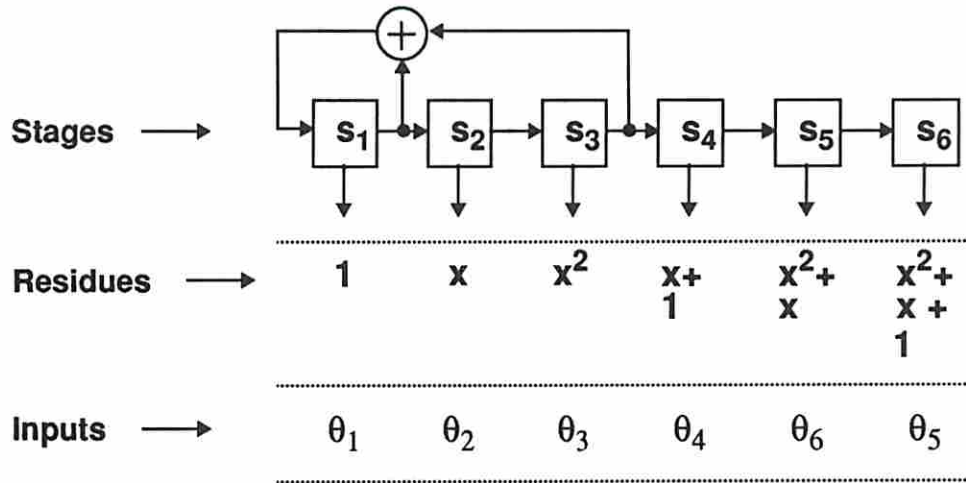 +
Stages s₁ s₂ s₃ s₄ s₅ s₆
Residues 1 x x² x+ x²+ x²+
1 x x +
1
Inputs θ₁ θ₂ θ₃ θ₄ θ₆ θ₅